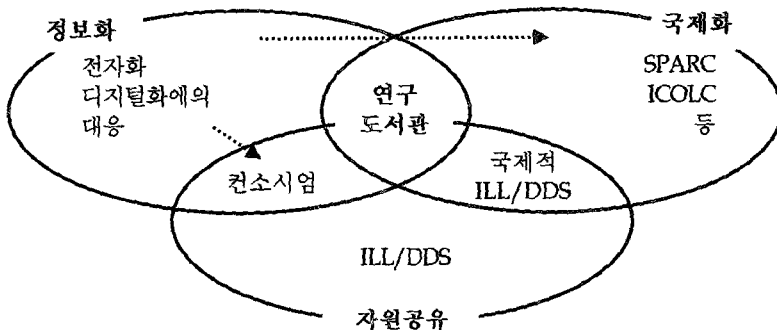 정보화
국제화
전자화
디지털화에의
대응
SPARC
ICOLC
등
연구
도서관
컨소시엄
국제적
ILL/DDS
ILL/DDS
자원공유